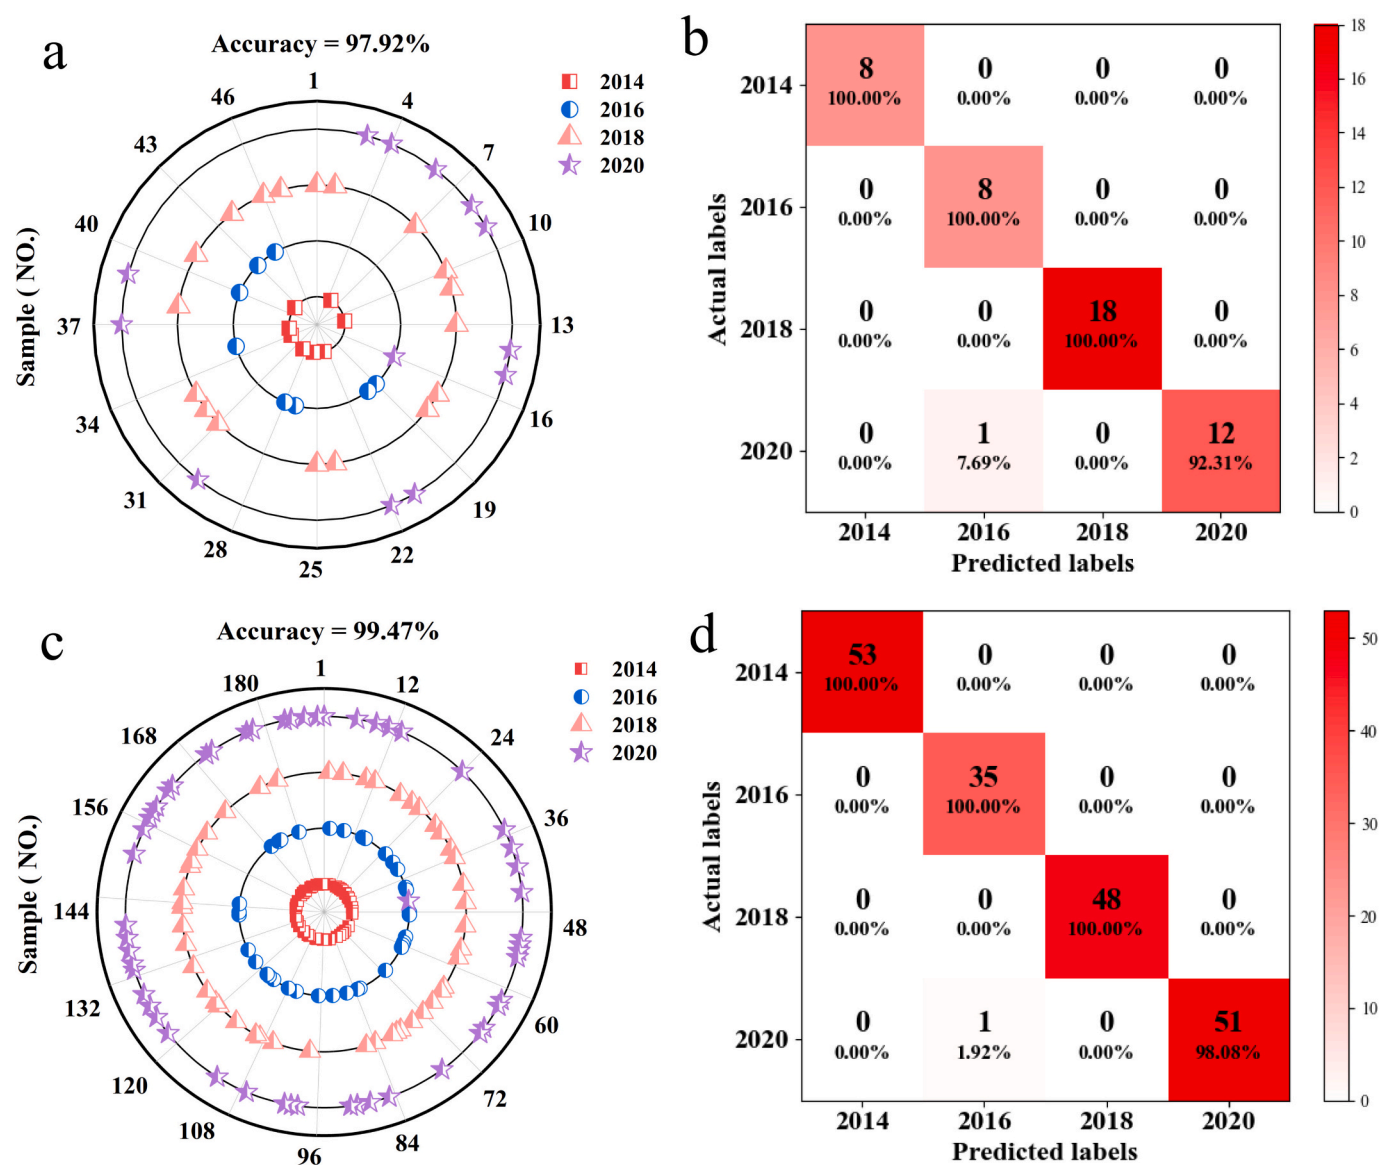 a
Accuracy = 97.92%
1
4
7
10
13
16
19
22
25
28
31
34
37
40
43
46
Sample ( NO.)
2014
2016
2018
2020
b
Actual labels
2014
8 0 0 0
100.00% 0.00% 0.00% 0.00%
2016
0 8 0 0
0.00% 100.00% 0.00% 0.00%
2018
0 0 18 0
0.00% 0.00% 100.00% 0.00%
2020
0 1 0 12
0.00% 7.69% 0.00% 92.31%
2014 2016 2018 2020
Predicted labels
18
16
14
12
10
8
6
4
2
0
c
Accuracy = 99.47%
1
12
24
36
48
60
72
84
96
108
120
132
144
156
168
180
Sample ( NO.)
2014
2016
2018
2020
d
Actual labels
2014
53 0 0 0
100.00% 0.00% 0.00% 0.00%
2016
0 35 0 0
0.00% 100.00% 0.00% 0.00%
2018
0 0 48 0
0.00% 0.00% 100.00% 0.00%
2020
0 1 0 51
0.00% 1.92% 0.00% 98.08%
2014 2016 2018 2020
Predicted labels
50
40
30
20
10
0